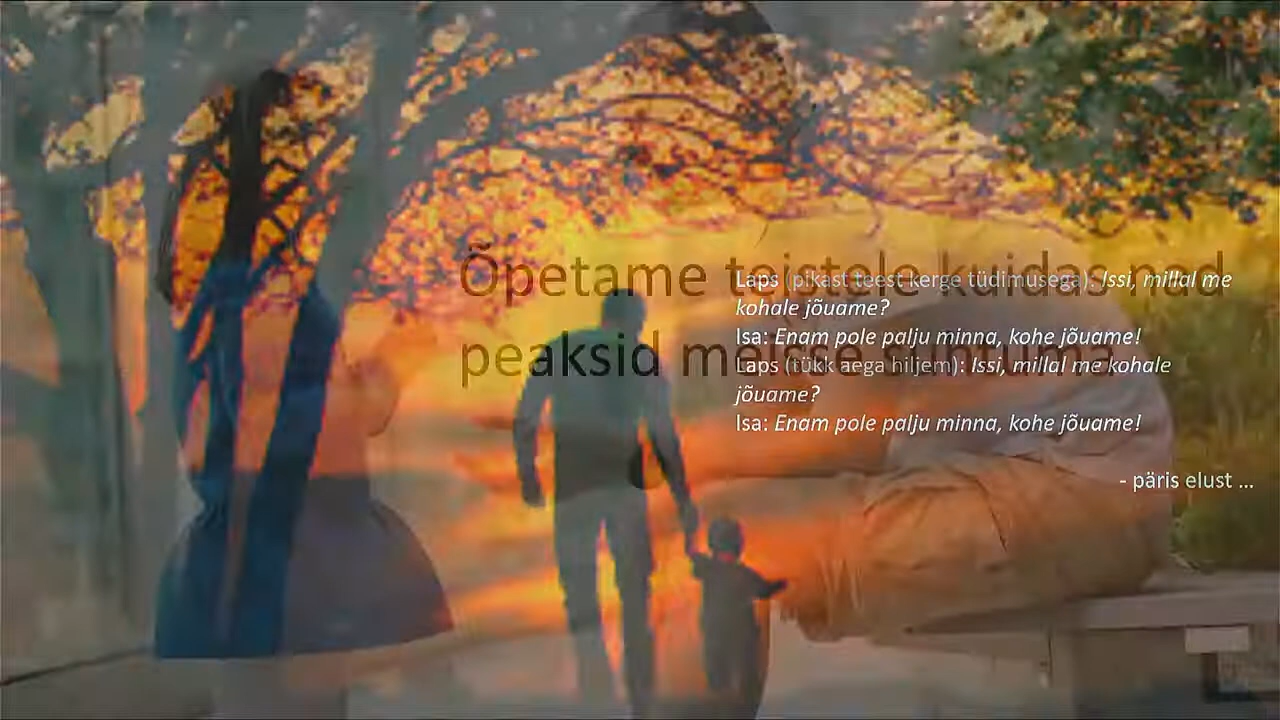 Õpetame teistele kuidas nad
peaksid meisse suhtuma
Laps (pikast teest kerge tüdimusega): Issi, millal me
kohale jõuame?
Isa: Enam pole palju minna, kohe jõuame!
Laps (tükk aega hiljem): Issi, millal me kohale
jõuame?
Isa: Enam pole palju minna, kohe jõuame!
- päris elust ...